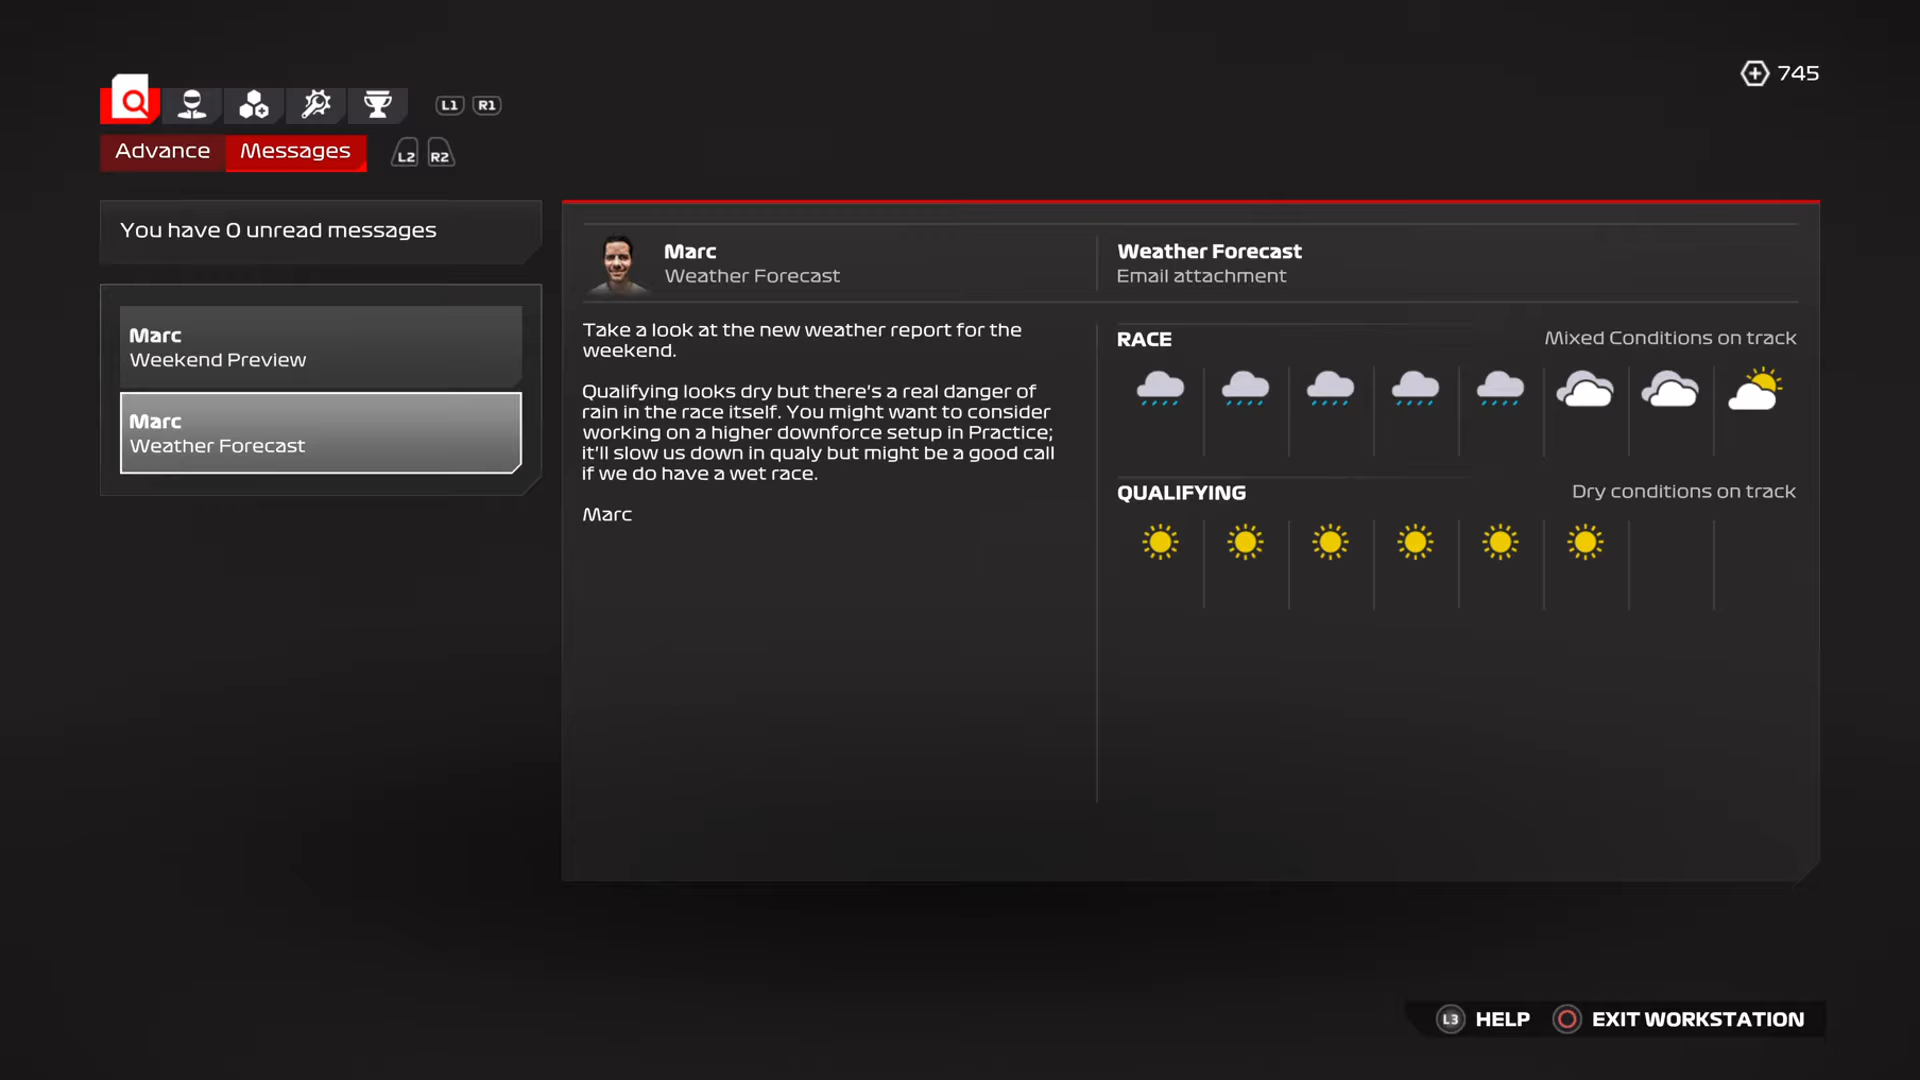 745
L1 R1
Advance Messages L2 R2
You have 0 unread messages
Marc
Weekend Preview
Marc
Weather Forecast
Marc
Weather Forecast
Take a look at the new weather report for the
weekend.
Qualifying looks dry but there's a real danger of
rain in the race itself. You might want to consider
working on a higher downforce setup in Practice;
it'll slow us down in qualy but might be a good call
if we do have a wet race.
Marc
Weather Forecast
Email attachment
RACE Mixed Conditions on track
QUALIFYING Dry conditions on track
L3 HELP EXIT WORKSTATION